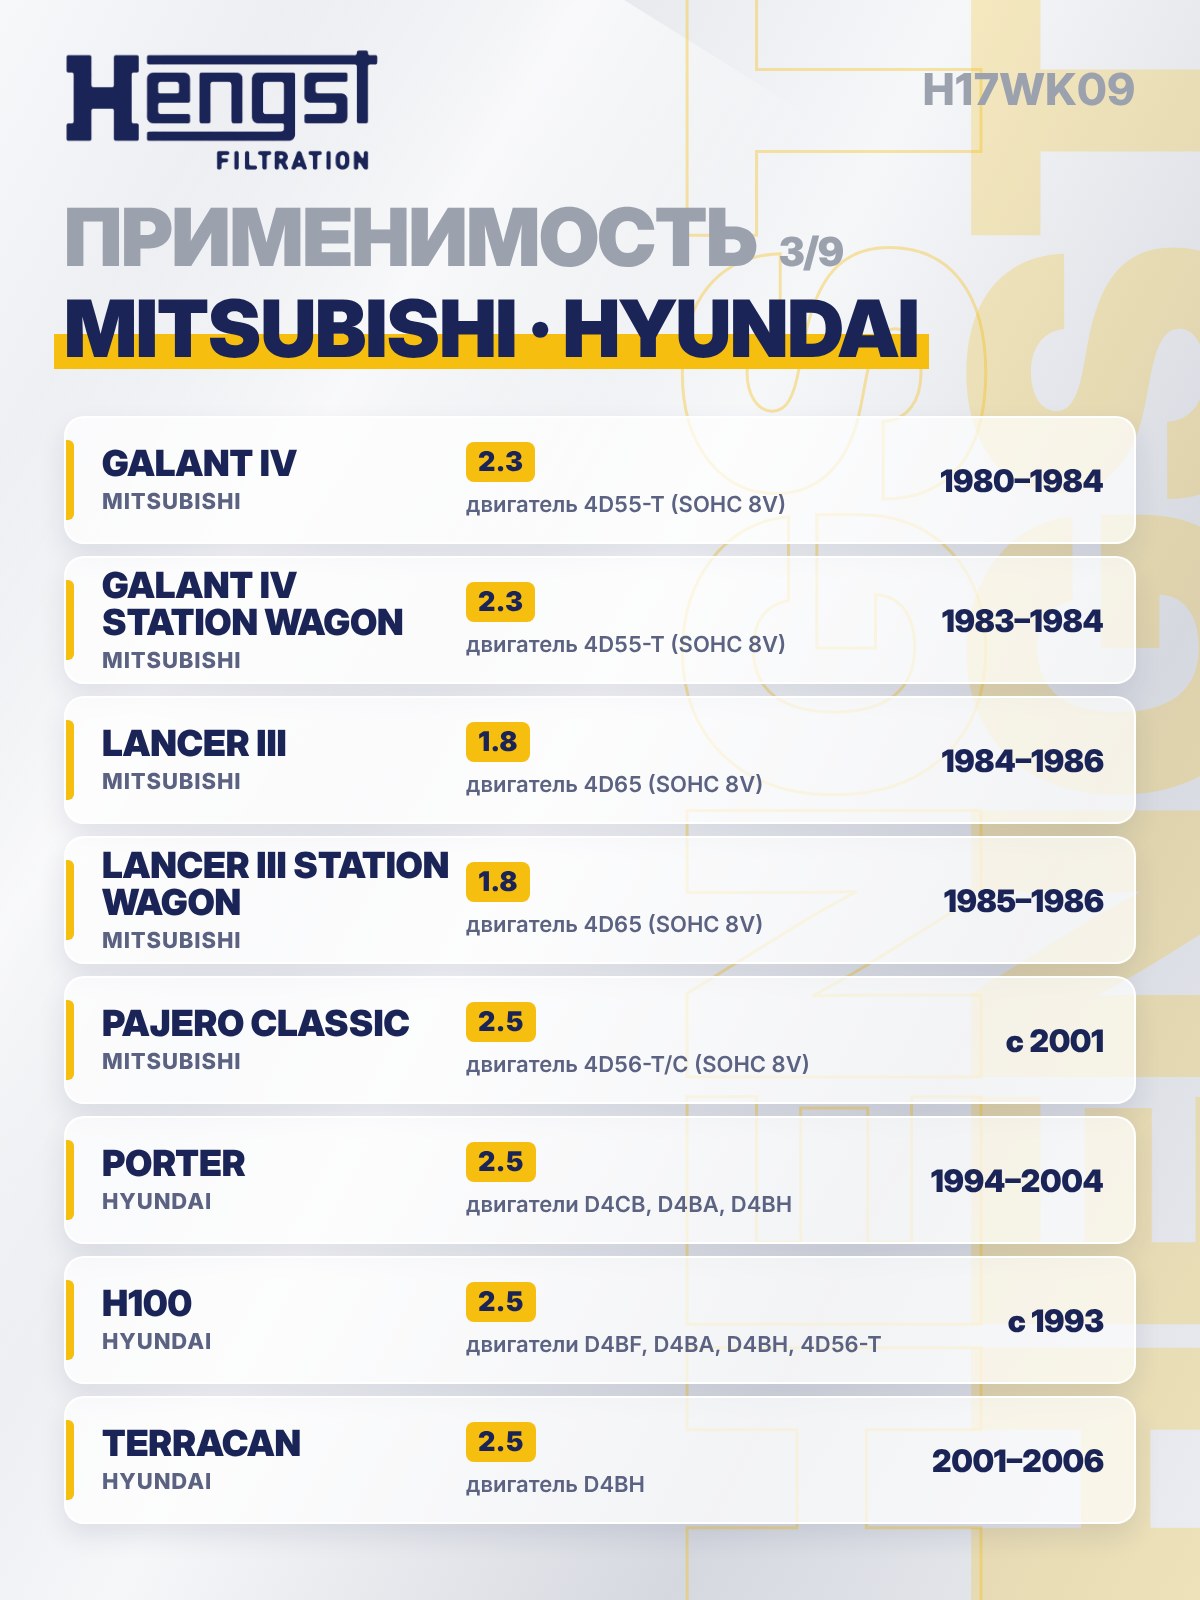 Hengst
FILTRATION
H17WK09
ПРИМЕНИМОСТЬ 3/9
MITSUBISHI · HYUNDAI
GALANT IV
MITSUBISHI
2.3
двигатель 4D55-T (SOHC 8V)
1980–1984
GALANT IV
STATION WAGON
MITSUBISHI
2.3
двигатель 4D55-T (SOHC 8V)
1983–1984
LANCER III
MITSUBISHI
1.8
двигатель 4D65 (SOHC 8V)
1984–1986
LANCER III STATION
WAGON
MITSUBISHI
1.8
двигатель 4D65 (SOHC 8V)
1985–1986
PAJERO CLASSIC
MITSUBISHI
2.5
двигатель 4D56-T/C (SOHC 8V)
с 2001
PORTER
HYUNDAI
2.5
двигатели D4CB, D4BA, D4BH
1994–2004
H100
HYUNDAI
2.5
двигатели D4BF, D4BA, D4BH, 4D56-T
с 1993
TERRACAN
HYUNDAI
2.5
двигатель D4BH
2001–2006
HENGST
HENGST